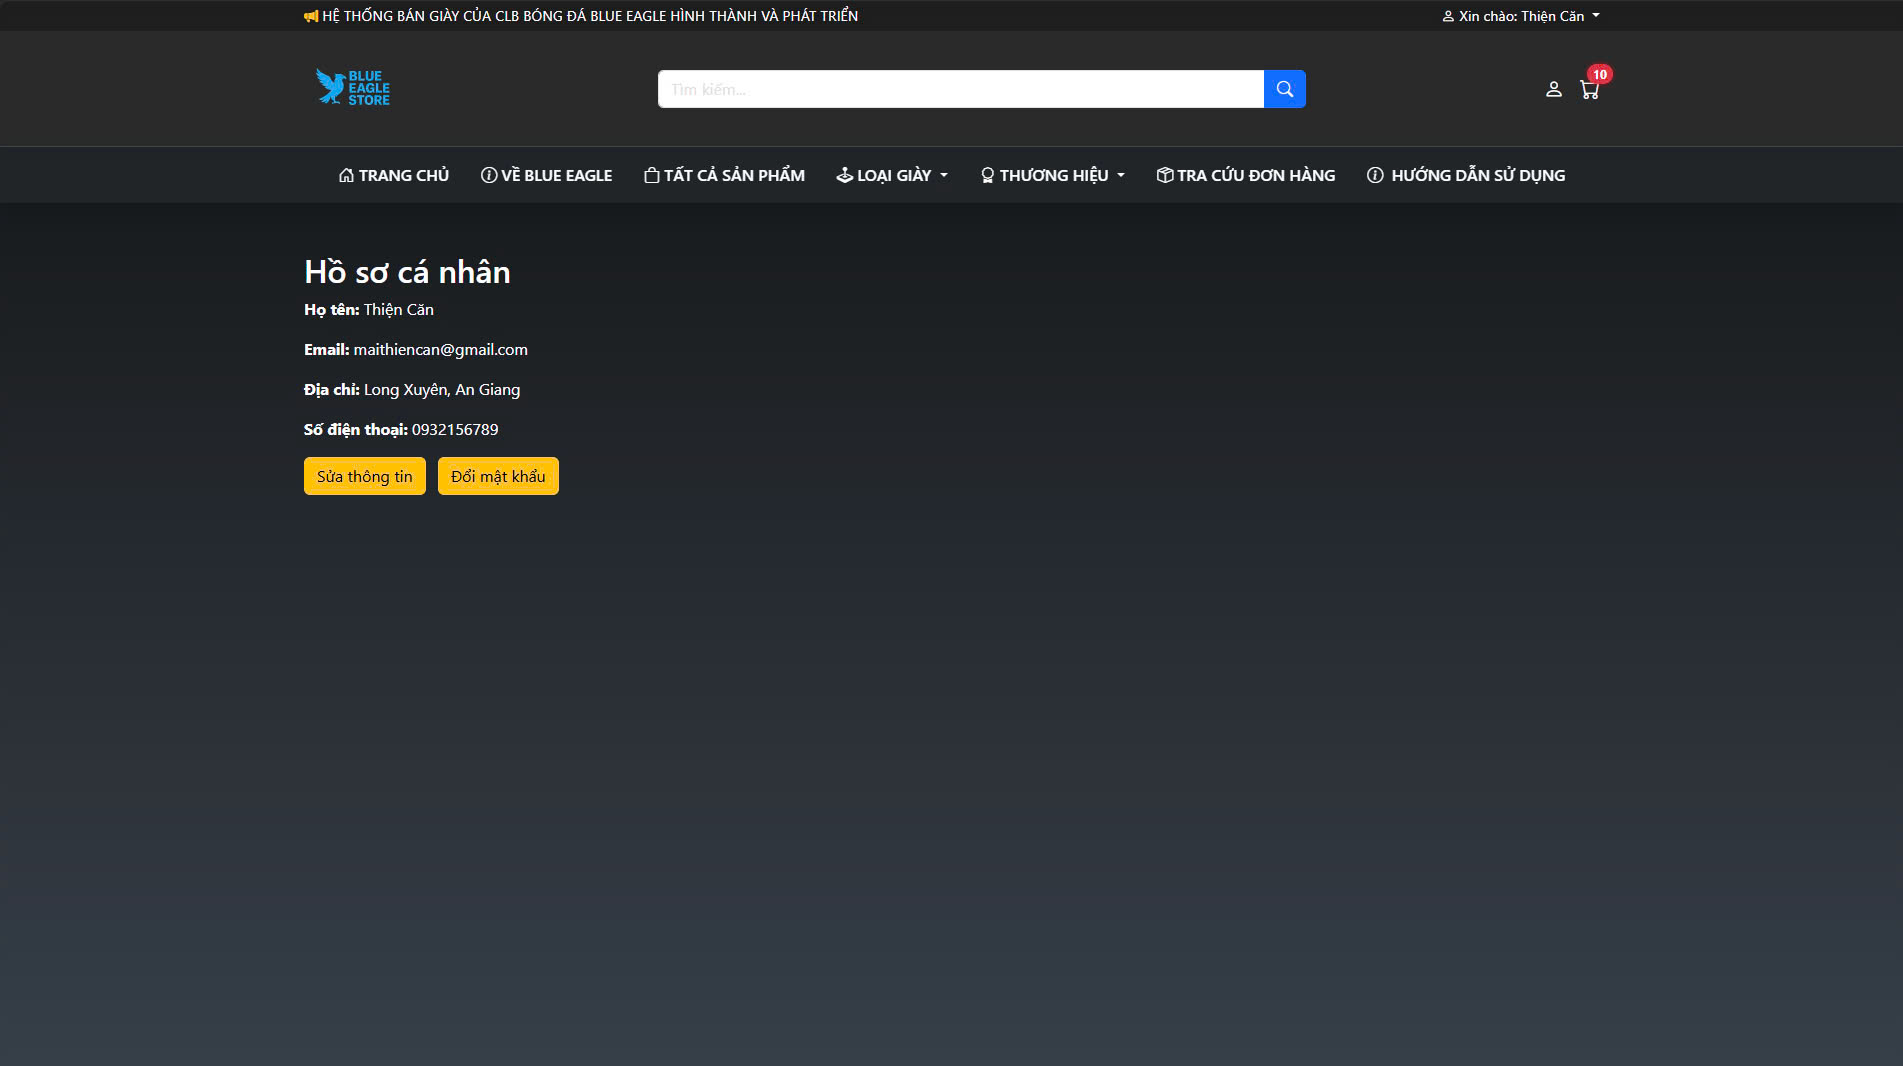 HỆ THỐNG BÁN GIÀY CỦA CLB BÓNG ĐÁ BLUE EAGLE HÌNH THÀNH VÀ PHÁT TRIỂN
Xin chào: Thiện Căn
BLUE
EAGLE
STORE
Tìm kiếm...
10
TRANG CHỦ
VỀ BLUE EAGLE
TẤT CẢ SẢN PHẨM
LOẠI GIÀY
THƯƠNG HIỆU
TRA CỨU ĐƠN HÀNG
HƯỚNG DẪN SỬ DỤNG
Hồ sơ cá nhân
Họ tên: Thiện Căn
Email: maithiencan@gmail.com
Địa chỉ: Long Xuyên, An Giang
Số điện thoại: 0932156789
Sửa thông tin
Đổi mật khẩu